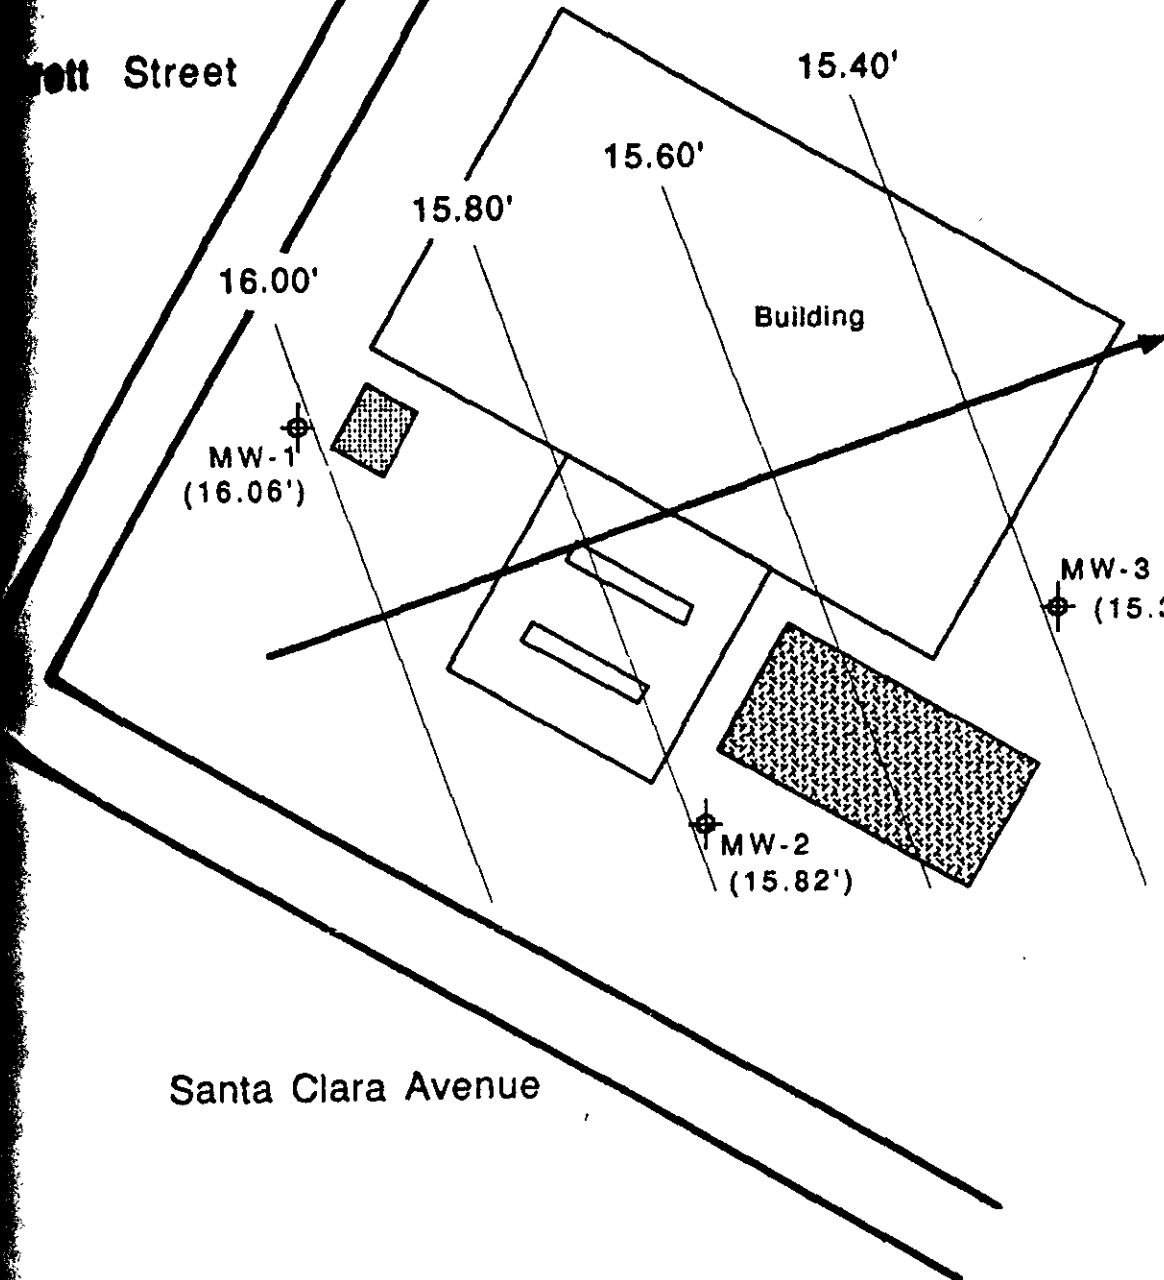 Street
15.40'
15.60'
15.80'
16.00'
Building
MW-1
(16.06')
MW-3
MW-2
(15.82')
Santa Clara Avenue